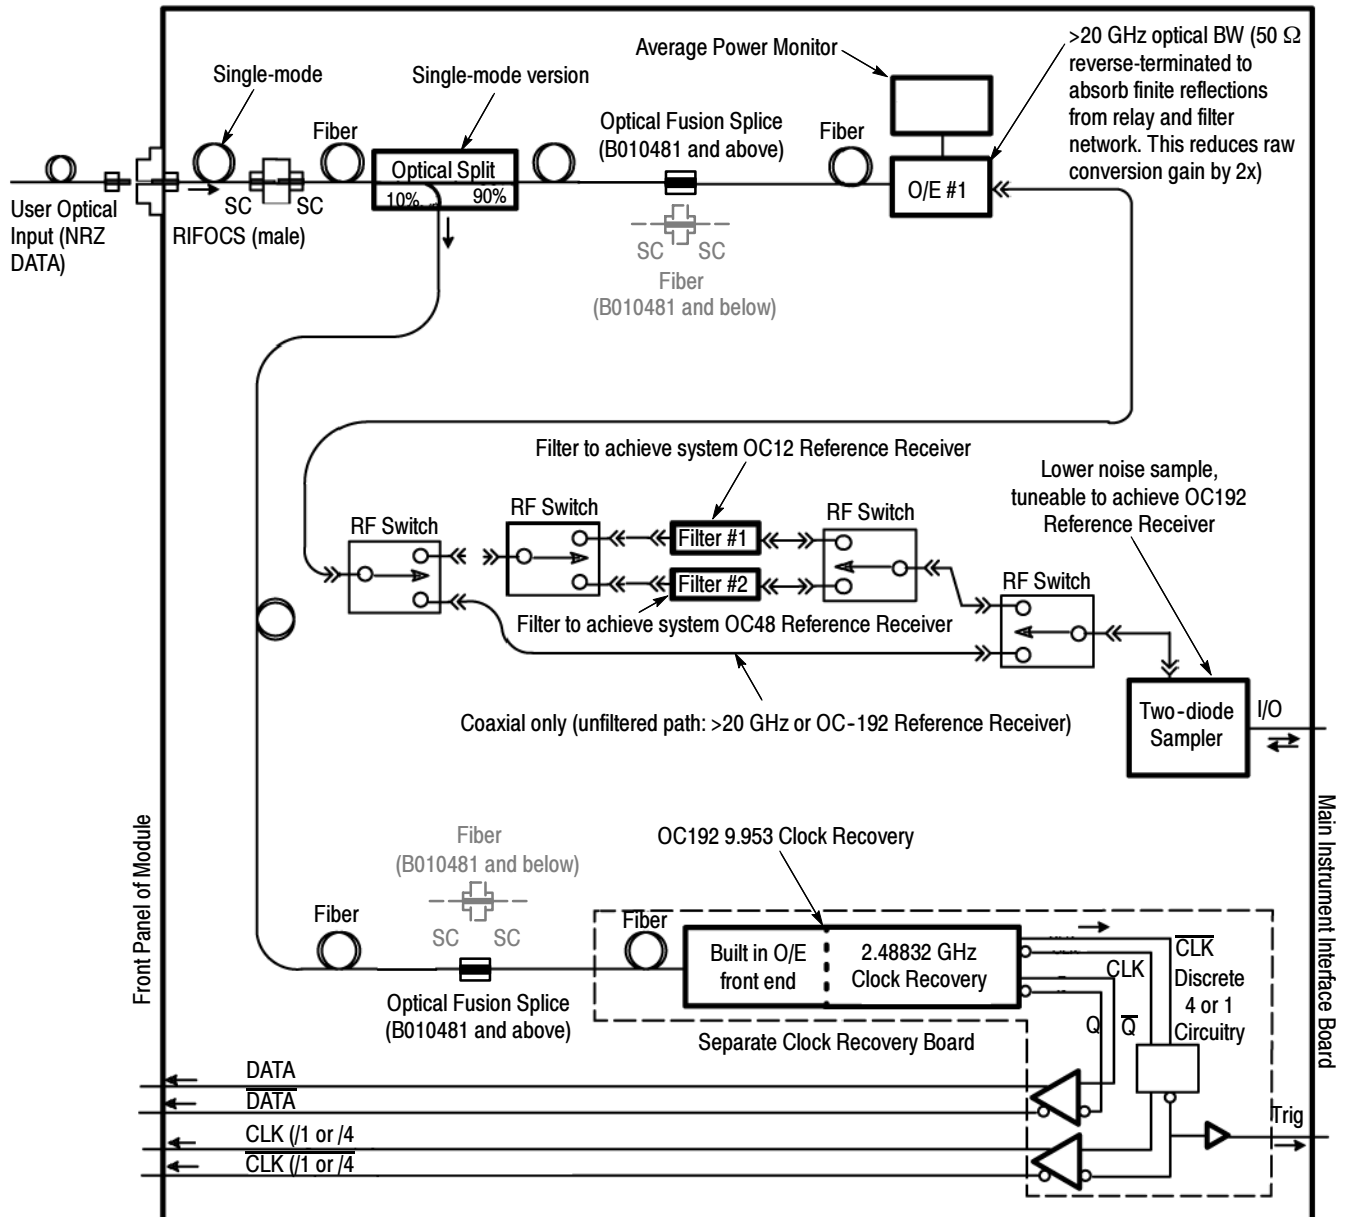 Average Power Monitor
>20 GHz optical BW (50 Ω
reverse-terminated to
absorb finite reflections
from relay and filter
network. This reduces raw
conversion gain by 2x)
Single-mode
Single-mode version
Fiber
Optical Fusion Splice
(B010481 and above)
Fiber
Optical Split
10%
90%
O/E #1
User Optical
Input (NRZ
DATA)
SC
SC
RIFOCS (male)
SC
SC
Fiber
(B010481 and below)
Filter to achieve system OC12 Reference Receiver
Lower noise sample,
tuneable to achieve OC192
Reference Receiver
RF Switch
RF Switch
RF Switch
Filter #1
Filter #2
RF Switch
Filter to achieve system OC48 Reference Receiver
Coaxial only (unfiltered path: >20 GHz or OC-192 Reference Receiver)
Two-diode
Sampler
I/O
Front Panel of Module
Main Instrument Interface Board
Fiber
(B010481 and below)
SC
SC
OC192 9.953 Clock Recovery
Fiber
Fiber
Built in O/E
front end
2.48832 GHz
Clock Recovery
C̅L̅K̅
CLK
Discrete
4 or 1
Circuitry
Optical Fusion Splice
(B010481 and above)
Q
Q̅
Separate Clock Recovery Board
DATA
D̅A̅T̅A̅
CLK (/1 or /4
C̅L̅K̅ ̅(̅/̅1̅ ̅o̅r̅ ̅/̅4̅
Trig